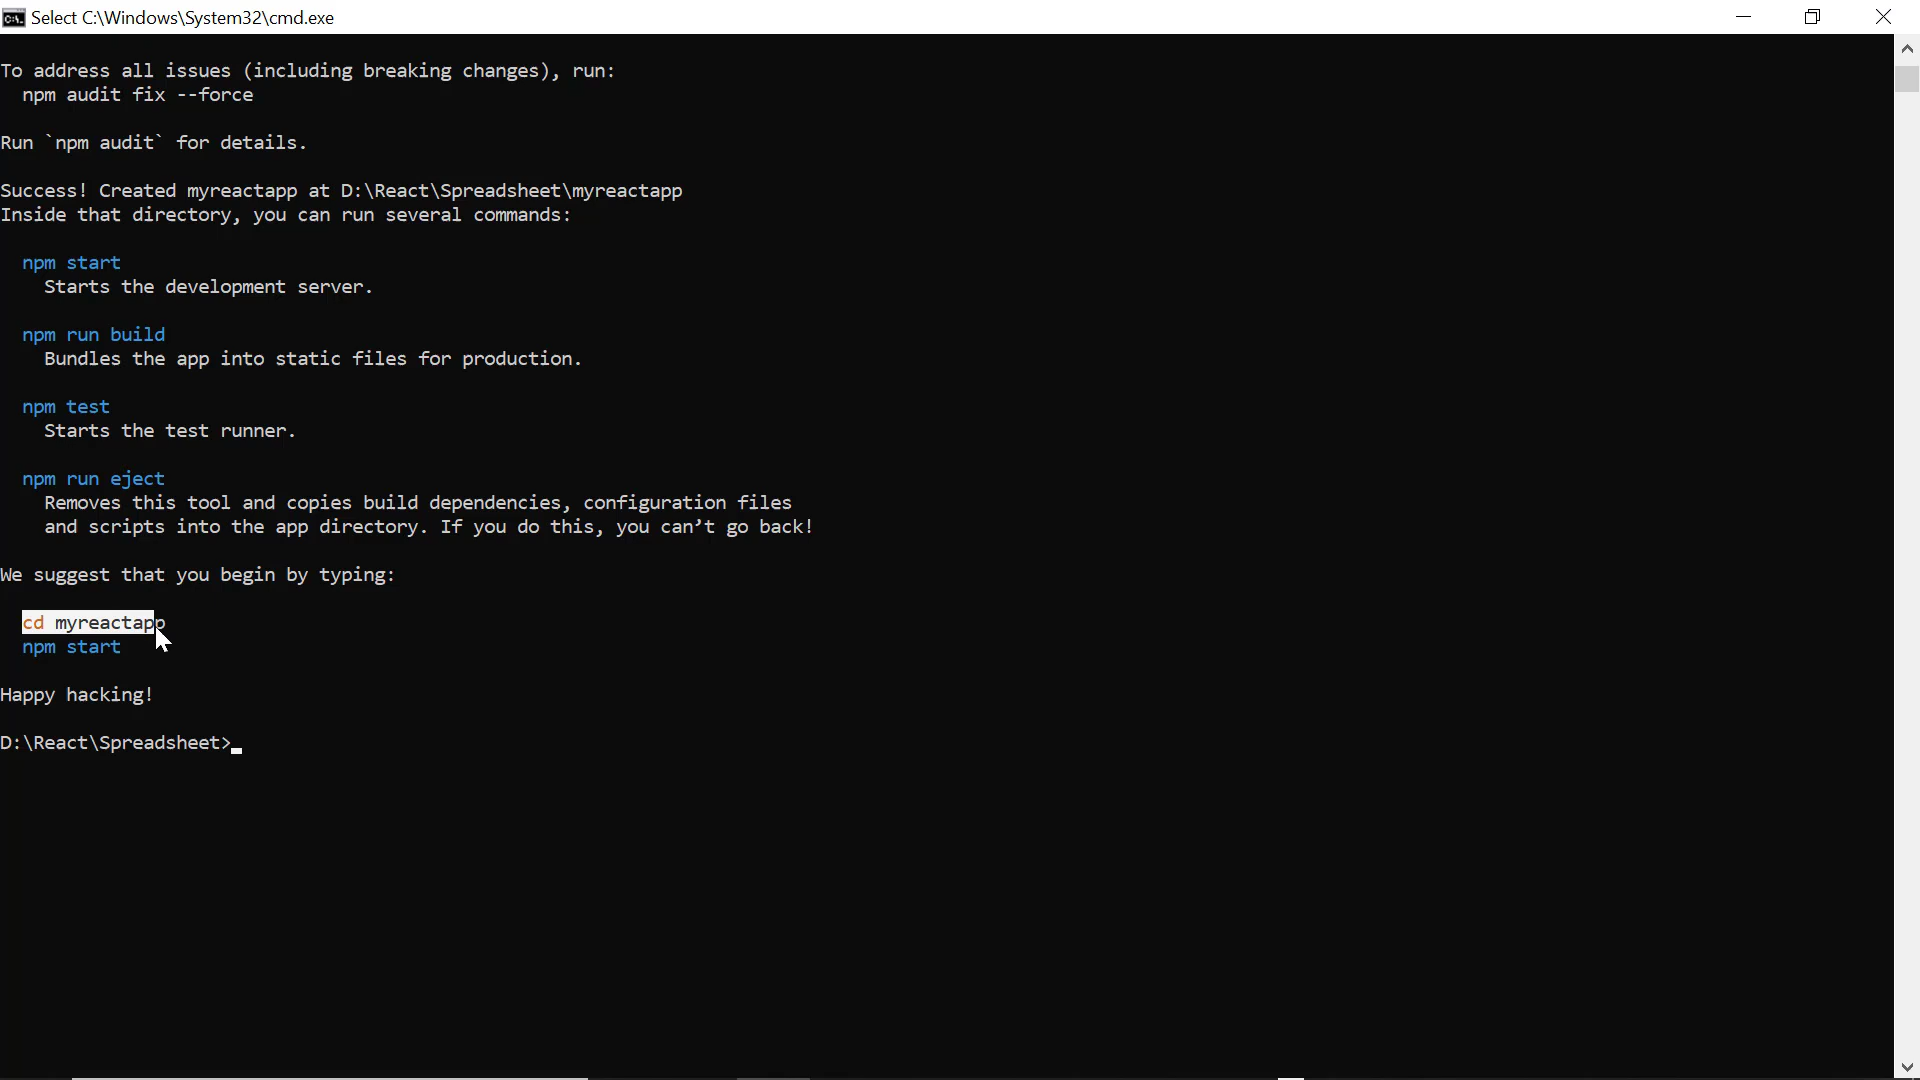 Select C:\Windows\System32\cmd.exe
To address all issues (including breaking changes), run:
npm audit fix --force
Run `npm audit` for details.
Success! Created myreactapp at D:\React\Spreadsheet\myreactapp
Inside that directory, you can run several commands:
npm start
Starts the development server.
npm run build
Bundles the app into static files for production.
npm test
Starts the test runner.
npm run eject
Removes this tool and copies build dependencies, configuration files
and scripts into the app directory. If you do this, you can’t go back!
We suggest that you begin by typing:
cd myreactapp
npm start
Happy hacking!
D:\React\Spreadsheet>